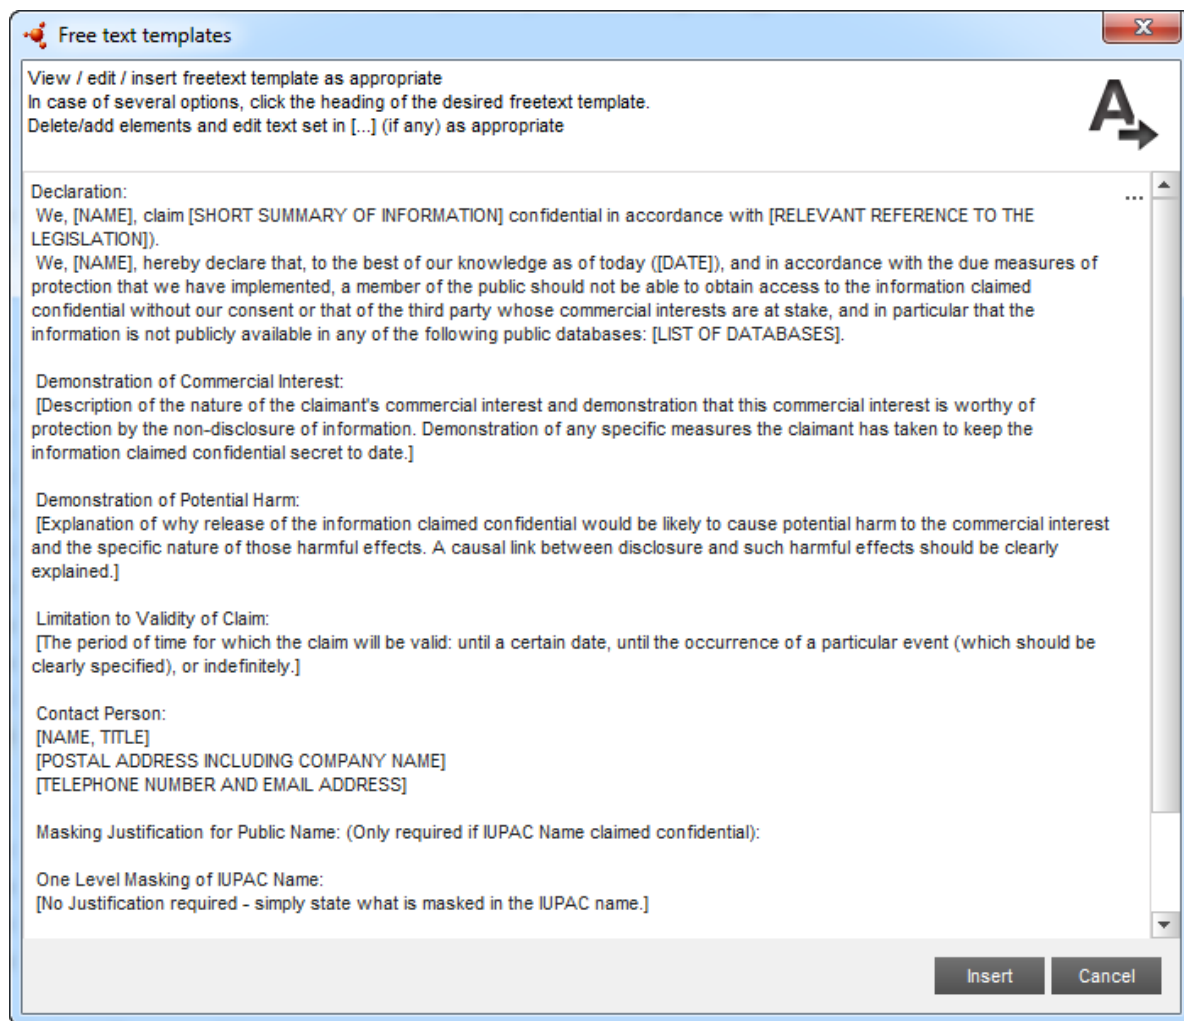 Free text templates
X
View / edit / insert freetext template as appropriate
In case of several options, click the heading of the desired freetext template.
Delete/add elements and edit text set in [...] (if any) as appropriate
A
...
Declaration:
We, [NAME], claim [SHORT SUMMARY OF INFORMATION] confidential in accordance with [RELEVANT REFERENCE TO THE
LEGISLATION]).
We, [NAME], hereby declare that, to the best of our knowledge as of today ([DATE]), and in accordance with the due measures of
protection that we have implemented, a member of the public should not be able to obtain access to the information claimed
confidential without our consent or that of the third party whose commercial interests are at stake, and in particular that the
information is not publicly available in any of the following public databases: [LIST OF DATABASES].
Demonstration of Commercial Interest:
[Description of the nature of the claimant's commercial interest and demonstration that this commercial interest is worthy of
protection by the non-disclosure of information. Demonstration of any specific measures the claimant has taken to keep the
information claimed confidential secret to date.]
Demonstration of Potential Harm:
[Explanation of why release of the information claimed confidential would be likely to cause potential harm to the commercial interest
and the specific nature of those harmful effects. A causal link between disclosure and such harmful effects should be clearly
explained.]
Limitation to Validity of Claim:
[The period of time for which the claim will be valid: until a certain date, until the occurrence of a particular event (which should be
clearly specified), or indefinitely.]
Contact Person:
[NAME, TITLE]
[POSTAL ADDRESS INCLUDING COMPANY NAME]
[TELEPHONE NUMBER AND EMAIL ADDRESS]
Masking Justification for Public Name: (Only required if IUPAC Name claimed confidential):
One Level Masking of IUPAC Name:
[No Justification required - simply state what is masked in the IUPAC name.]
Insert
Cancel